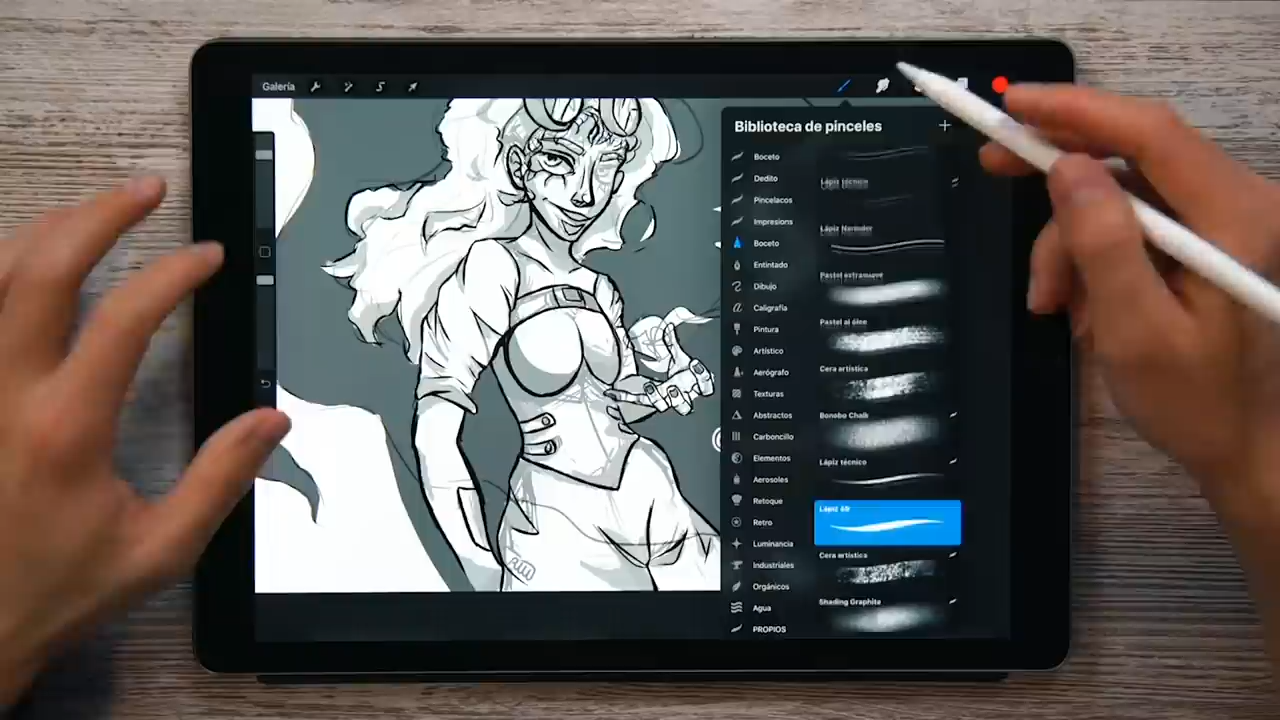 Galería
Biblioteca de pinceles
Boceto
Dedito
Pincelacos
Impresions
Boceto
Entintado
Dibujo
Caligrafía
Pintura
Artístico
Aerógrafo
Texturas
Abstractos
Carboncillo
Elementos
Aerosoles
Retoque
Retro
Luminancia
Industriales
Orgánicos
Agua
PROPIOS
Lápiz técnico
Lápiz Narinder
Pastel extrasuave
Pastel al óleo
Cera artística
Bonobo Chalk
Lápiz técnico
Lápiz 6B
Cera artística
Shading Graphite